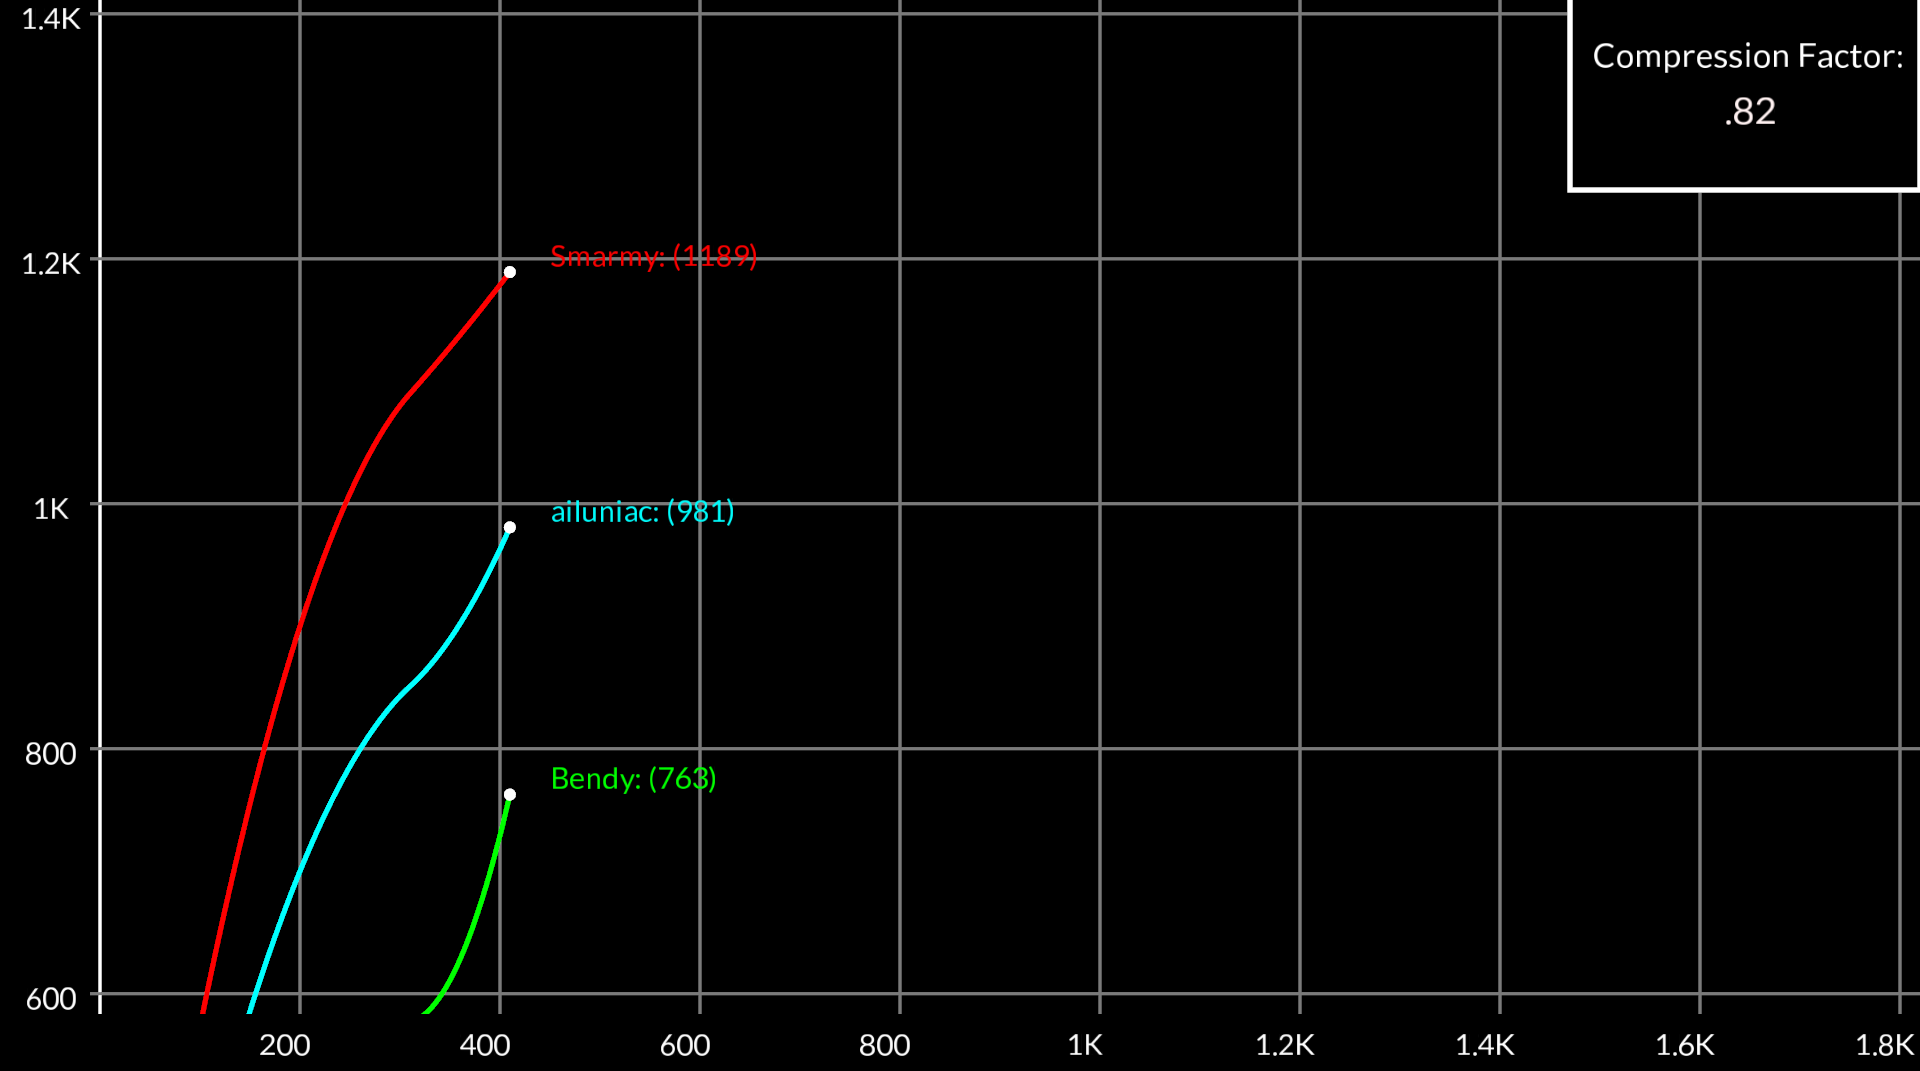 1.4K
Compression Factor:
.82
1.2K
Smarmy: (1189)
1K
ailuniac: (981)
800
Bendy: (763)
600
200 400 600 800 1K 1.2K 1.4K 1.6K 1.8K